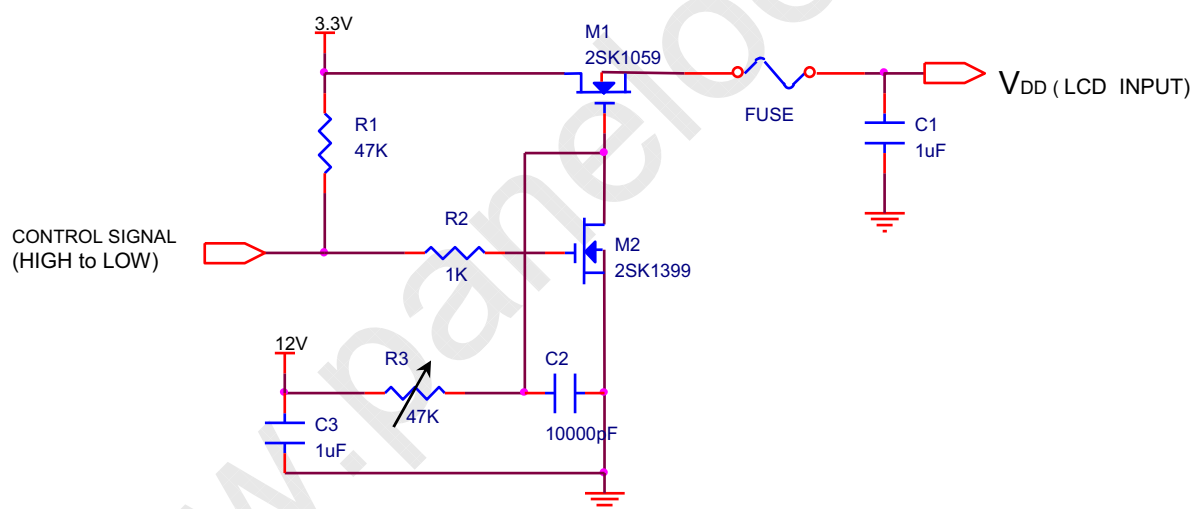 3.3V
M1
2SK1059
FUSE
VDD ( LCD INPUT)
R1
47K
C1
1uF
CONTROL SIGNAL
(HIGH to LOW)
R2
1K
M2
2SK1399
12V
R3
47K
C2
10000pF
C3
1uF
w.paneloo